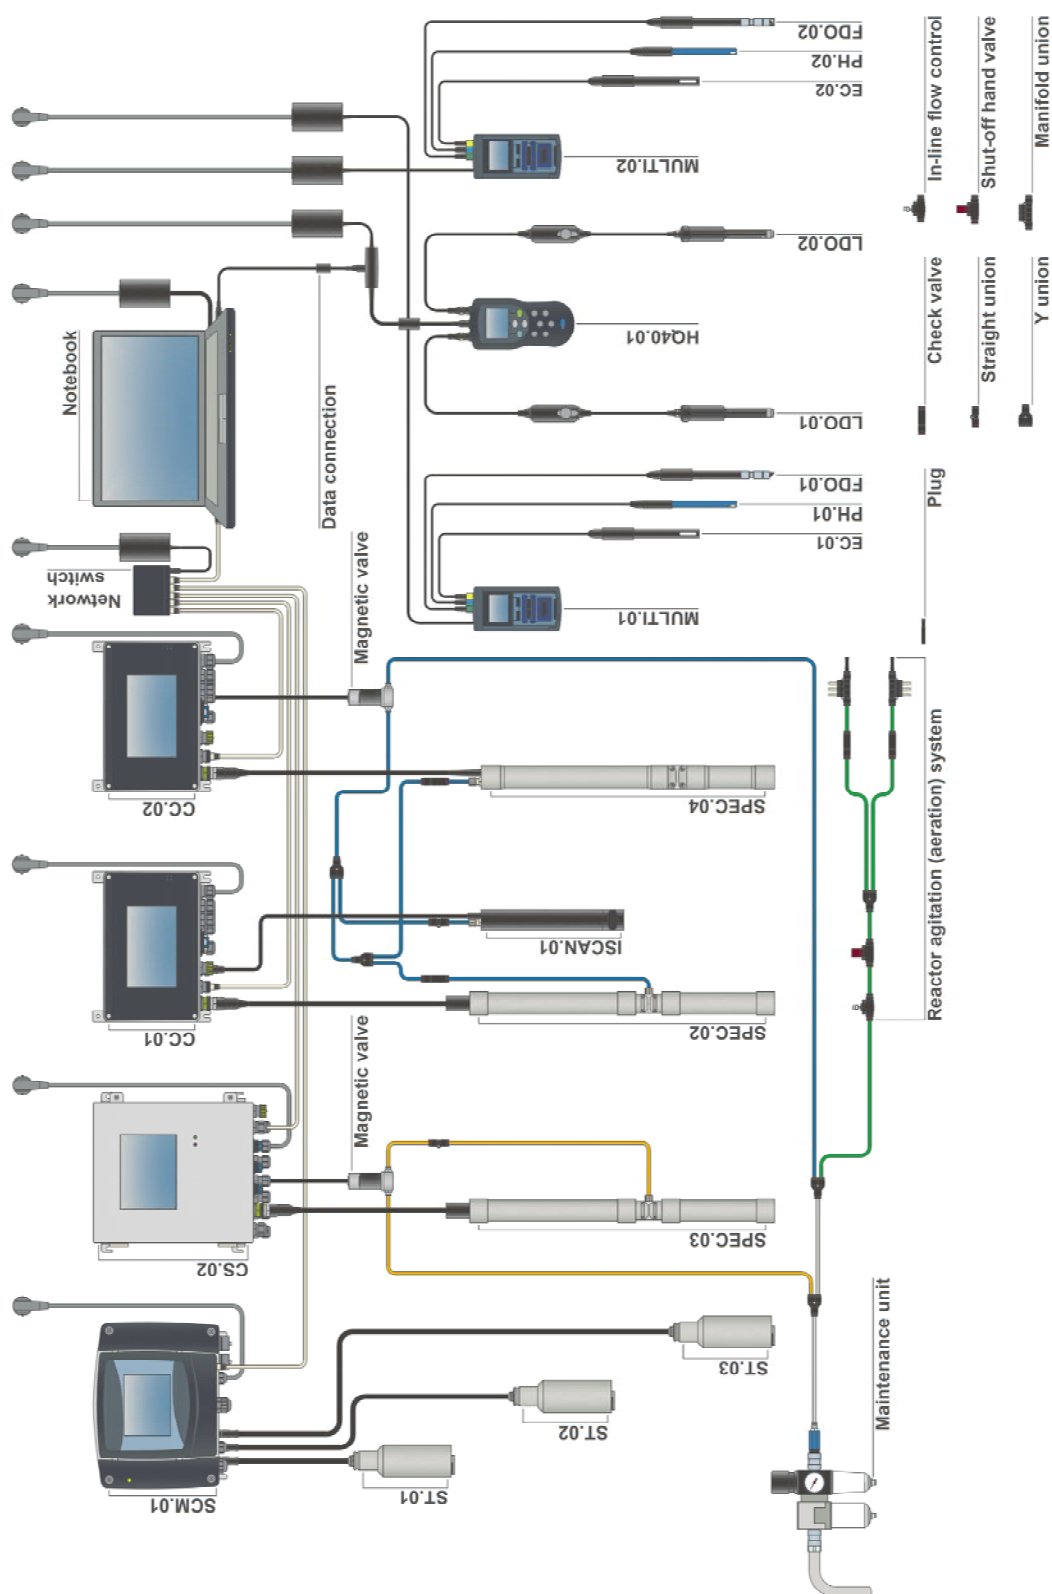 FDO.02
PH.02
EC.02
MULTI.02
LDO.02
HQ40.01
LDO.01
FDO.01
PH.01
EC.01
MULTI.01
In-line flow control
Shut-off hand valve
Manifold union
Check valve
Straight union
Y union
Plug
Notebook
Data connection
Network
switch
Magnetic valve
CC.02
SPEC.04
CC.01
ISCAN.01
SPEC.02
Reactor agitation (aeration) system
Magnetic valve
CS.02
SPEC.03
SCM.01
ST.03
ST.02
ST.01
Maintenance unit